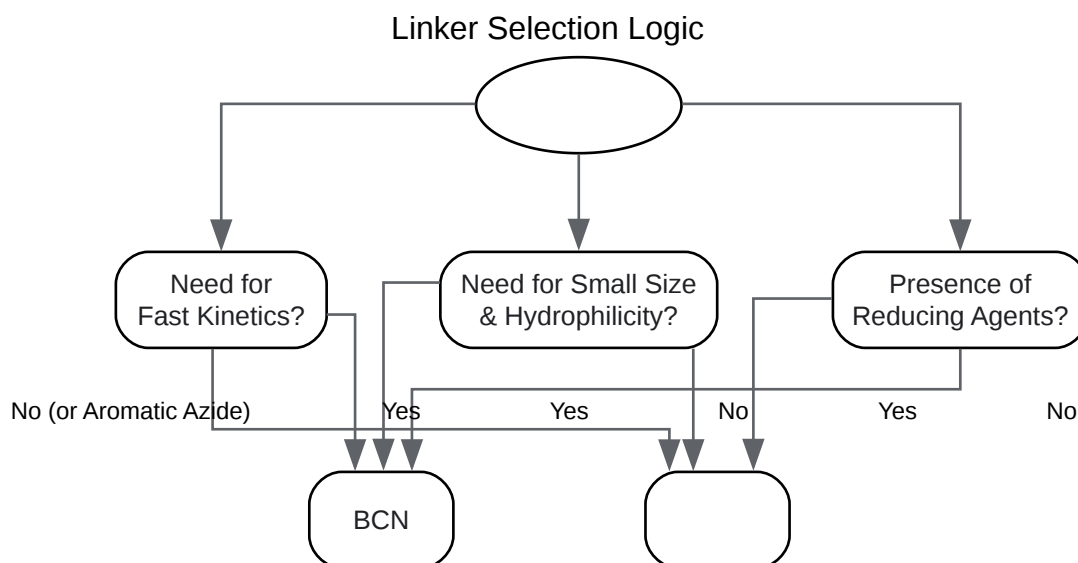 Linker Selection Logic
Need for
Fast Kinetics?
Need for Small Size
& Hydrophilicity?
Presence of
Reducing Agents?
No (or Aromatic Azide)
Yes
Yes
No
Yes
No
BCN